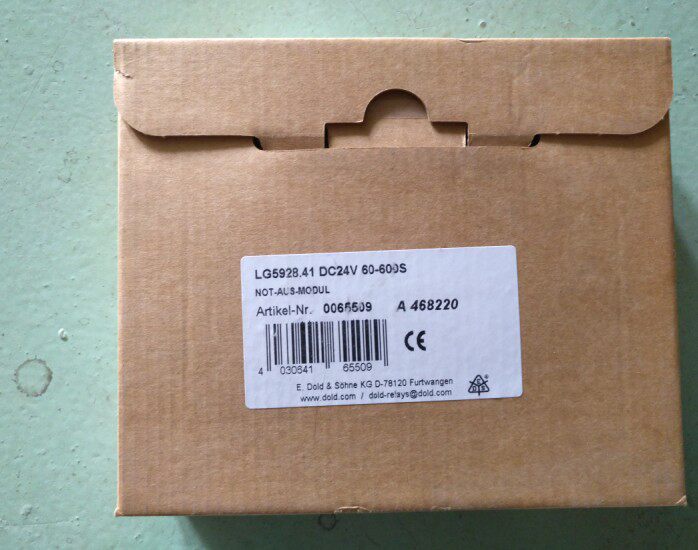 LG5928.41 DC24V 60-600S
NOT-AUS-MODUL
Artikel-Nr. 0065509 A 468220
4 030641 65509
CE
E. Dold & Söhne KG D-78120 Furtwangen
www.dold.com / dold-relays@dold.com
E D S ®